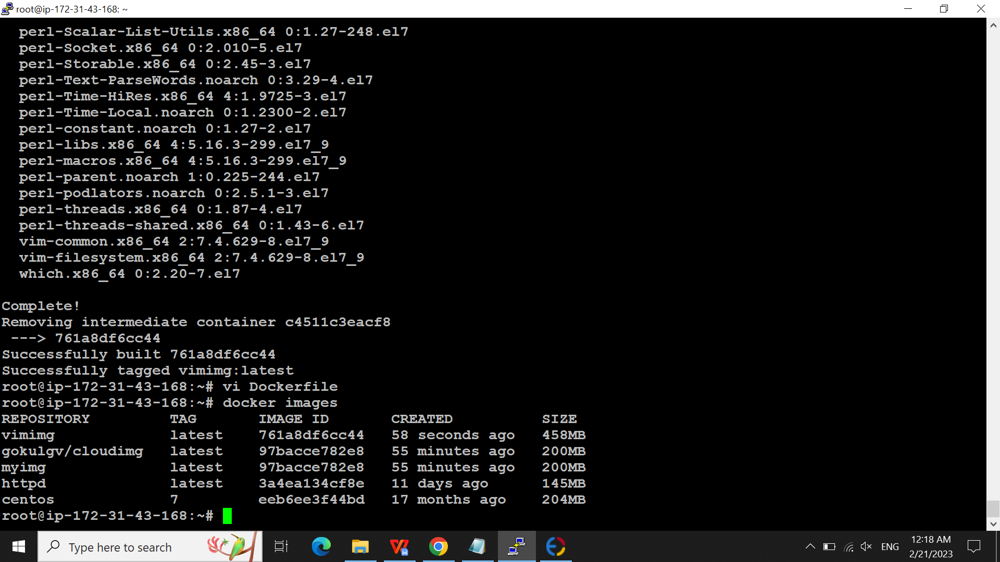 root@ip-172-31-43-168: ~
perl-Scalar-List-Utils.x86_64 0:1.27-248.el7
perl-Socket.x86_64 0:2.010-5.el7
perl-Storable.x86_64 0:2.45-3.el7
perl-Text-ParseWords.noarch 0:3.29-4.el7
perl-Time-HiRes.x86_64 4:1.9725-3.el7
perl-Time-Local.noarch 0:1.2300-2.el7
perl-constant.noarch 0:1.27-2.el7
perl-libs.x86_64 4:5.16.3-299.el7_9
perl-macros.x86_64 4:5.16.3-299.el7_9
perl-parent.noarch 1:0.225-244.el7
perl-podlators.noarch 0:2.5.1-3.el7
perl-threads.x86_64 0:1.87-4.el7
perl-threads-shared.x86_64 0:1.43-6.el7
vim-common.x86_64 2:7.4.629-8.el7_9
vim-filesystem.x86_64 2:7.4.629-8.el7_9
which.x86_64 0:2.20-7.el7
Complete!
Removing intermediate container c4511c3eacf8
---> 761a8df6cc44
Successfully built 761a8df6cc44
Successfully tagged vimimg:latest
root@ip-172-31-43-168:~# vi Dockerfile
root@ip-172-31-43-168:~# docker images
REPOSITORY TAG IMAGE ID CREATED SIZE
vimimg latest 761a8df6cc44 58 seconds ago 458MB
gokulgv/cloudimg latest 97bacce782e8 55 minutes ago 200MB
myimg latest 97bacce782e8 55 minutes ago 200MB
httpd latest 3a4ea134cf8e 11 days ago 145MB
centos 7 eeb6ee3f44bd 17 months ago 204MB
root@ip-172-31-43-168:~#
Type here to search
ENG
12:18 AM
2/21/2023